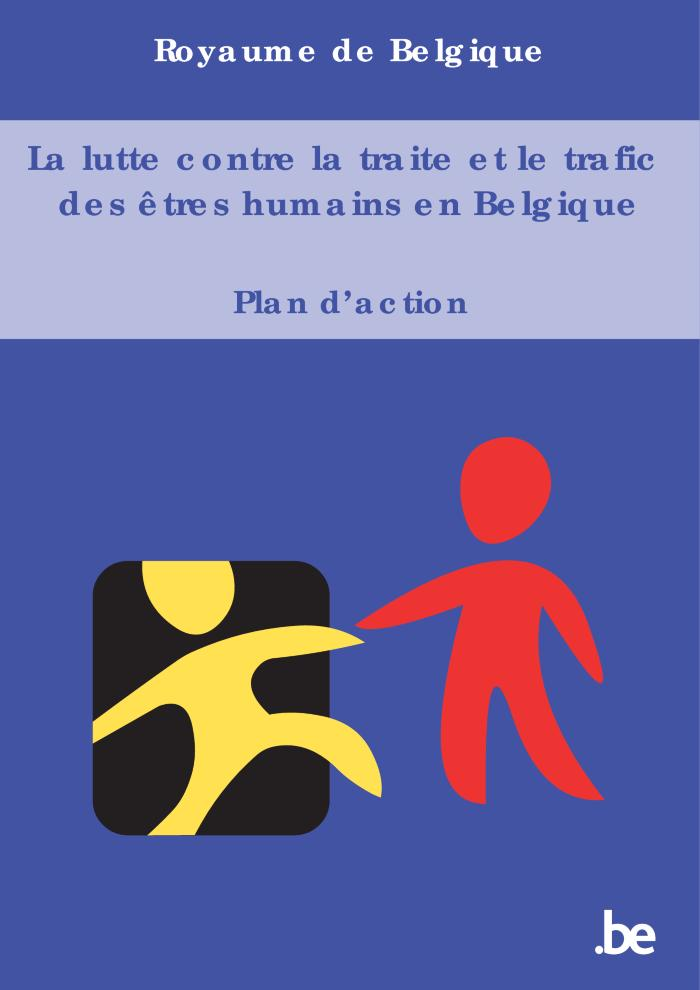 Royaume de Belgique
La lutte contre la traite et le trafic
des êtres humains en Belgique
Plan d’action
.be